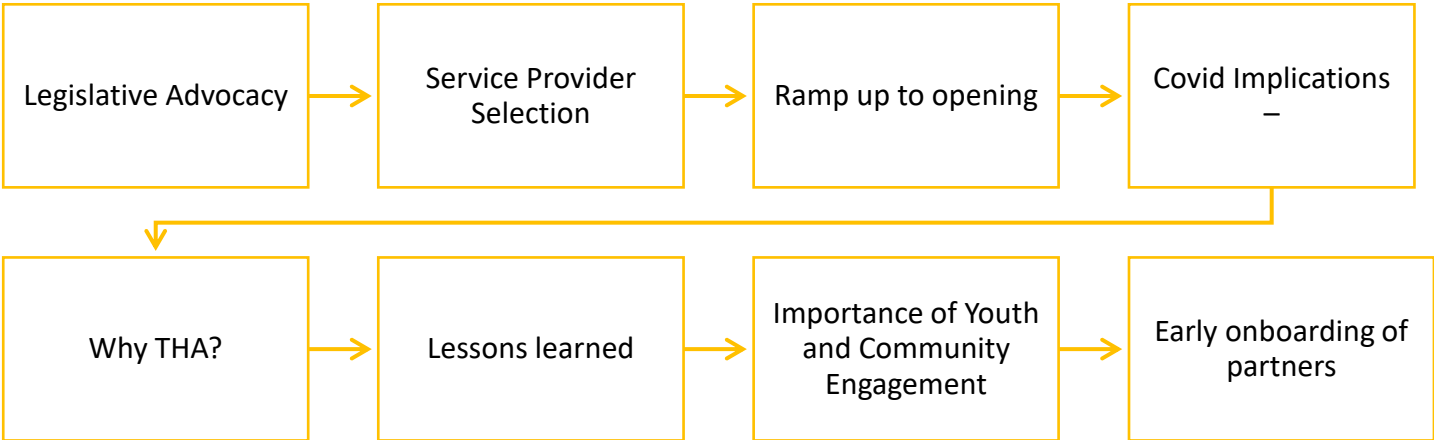 Legislative Advocacy
Service Provider
Selection
Ramp up to opening
Covid Implications
–
Why THA?
Lessons learned
Importance of Youth
and Community
Engagement
Early onboarding of
partners